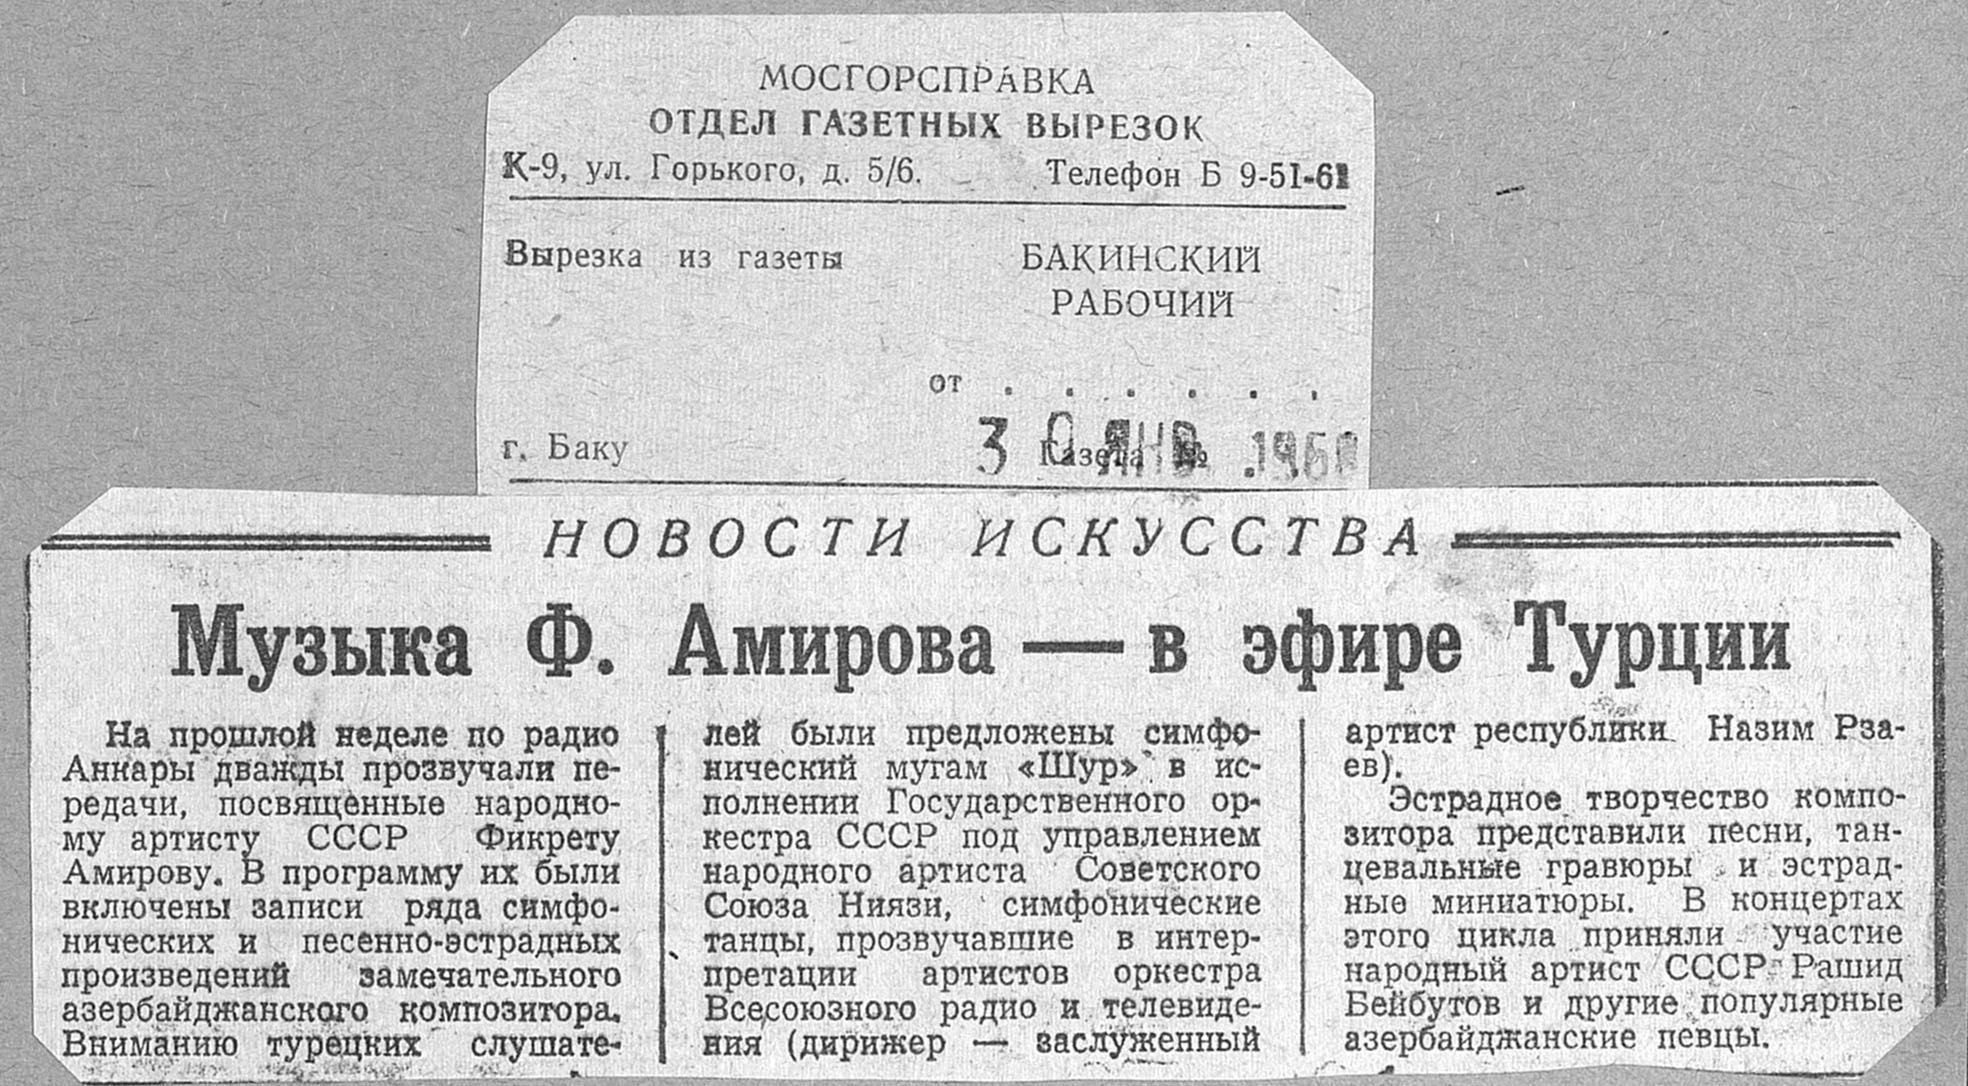 МОСГОРСПРАВКА
ОТДЕЛ ГАЗЕТНЫХ ВЫРЕЗОК
К-9, ул. Горького, д. 5/6. Телефон Б 9-51-61
Вырезка из газеты БАКИНСКИЙ
РАБОЧИЙ
от . . . . . .
3 0 ЯНВ .196
г. Баку Газета №
НОВОСТИ ИСКУССТВА
Музыка Ф. Амирова — в эфире Турции
На прошлой неделе по радио
Анкары дважды прозвучали пе-
редачи, посвященные народно-
му артисту СССР Фикрету
Амирову. В программу их были
включены записи ряда симфо-
нических и песенно-эстрадных
произведений замечательного
азербайджанского композитора.
Вниманию турецких слушате-
лей были предложены симфо-
нический мугам «Шур» в ис-
полнении Государственного ор-
кестра СССР под управлением
народного артиста Советского
Союза Ниязи, симфонические
танцы, прозвучавшие в интер-
претации артистов оркестра
Всесоюзного радио и телевиде-
ния (дирижер — заслуженный
артист республики Назим Рза-
ев).
Эстрадное творчество компо-
зитора представили песни, тан-
цевальные гравюры и эстрад-
ные миниатюры. В концертах
этого цикла приняли участие
народный артист СССР Рашид
Бейбутов и другие популярные
азербайджанские певцы.